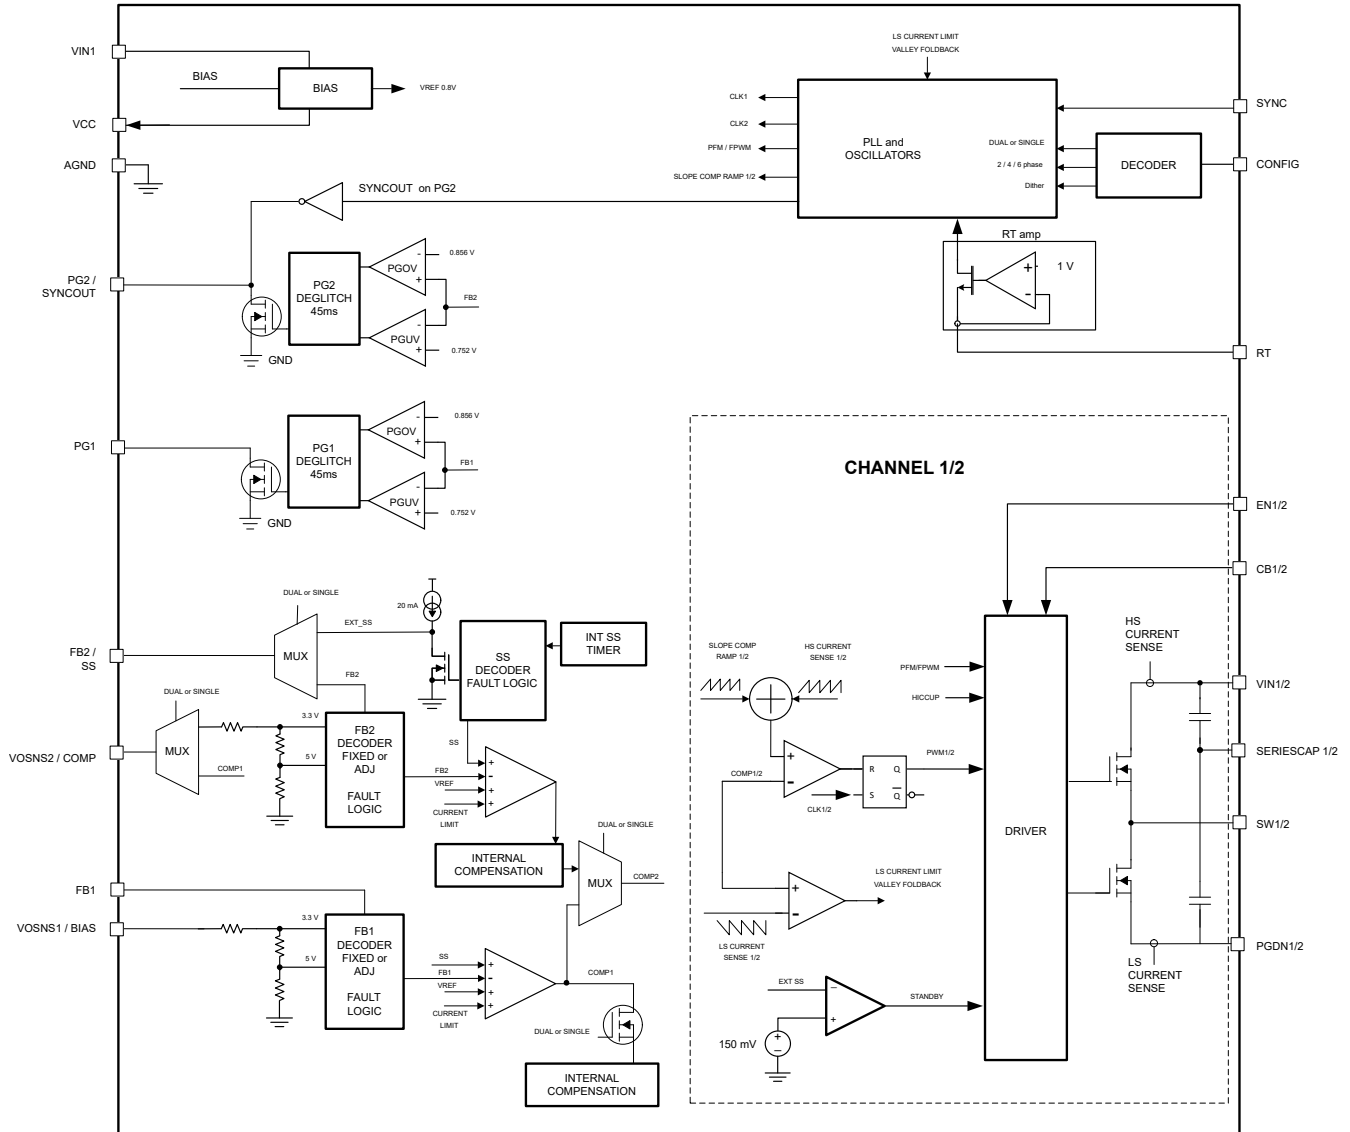 LS CURRENT LIMIT
VALLEY FOLDBACK
VIN1
BIAS
BIAS
VREF 0.8V
VCC
AGND
CLK1
CLK2
PFM / FPWM
SLOPE COMP RAMP 1/2
PLL and
OSCILLATORS
DUAL or SINGLE
2 / 4 / 6 phase
Dither
DECODER
SYNC
CONFIG
SYNCOUT on PG2
RT amp
+
-
1 V
RT
PG2 /
SYNCOUT
PG2
DEGLITCH
45ms
PGOV
-
+
0.856 V
FB2
PGUV
-
+
0.752 V
GND
PG1
PG1
DEGLITCH
45ms
PGOV
-
+
0.856 V
FB1
PGUV
-
+
0.752 V
GND
CHANNEL 1/2
EN1/2
CB1/2
DUAL or SINGLE
20 mA
EXT_SS
FB2 /
SS
MUX
FB2
SS
DECODER
FAULT LOGIC
INT SS
TIMER
DUAL or SINGLE
VOSNS2 / COMP
MUX
COMP1
3.3 V
5 V
FB2
DECODER
FIXED or
ADJ
FAULT
LOGIC
SS
FB2
VREF
CURRENT
LIMIT
+
-
+
+
INTERNAL
COMPENSATION
DUAL or SINGLE
MUX
COMP2
FB1
VOSNS1 / BIAS
3.3 V
5 V
FB1
DECODER
FIXED or
ADJ
FAULT
LOGIC
SS
FB1
VREF
CURRENT
LIMIT
+
-
+
+
COMP1
DUAL or SINGLE
INTERNAL
COMPENSATION
SLOPE COMP
RAMP 1/2
HS CURRENT
SENSE 1/2
PFM/FPWM
HICCUP
+
-
COMP1/2
R
Q
S
Q
CLK1/2
PWM1/2
LS CURRENT LIMIT
VALLEY FOLDBACK
+
-
LS CURRENT
SENSE 1/2
EXT SS
–
+
STANDBY
150 mV
+
–
DRIVER
HS
CURRENT
SENSE
VIN1/2
SERIESCAP 1/2
SW1/2
PGDN1/2
LS
CURRENT
SENSE